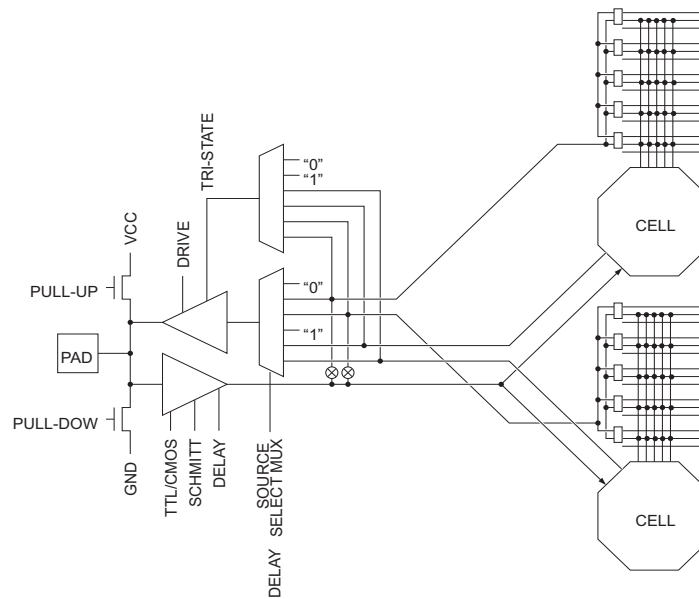 TRI-STATE
"0"
"1"
VCC
DRIVE
CELL
PULL-UP
"0"
"1"
PAD
PULL-DOW
GND
TTL/CMOS
SCHMITT
DELAY
SOURCE
SELECT MUX
DELAY
CELL